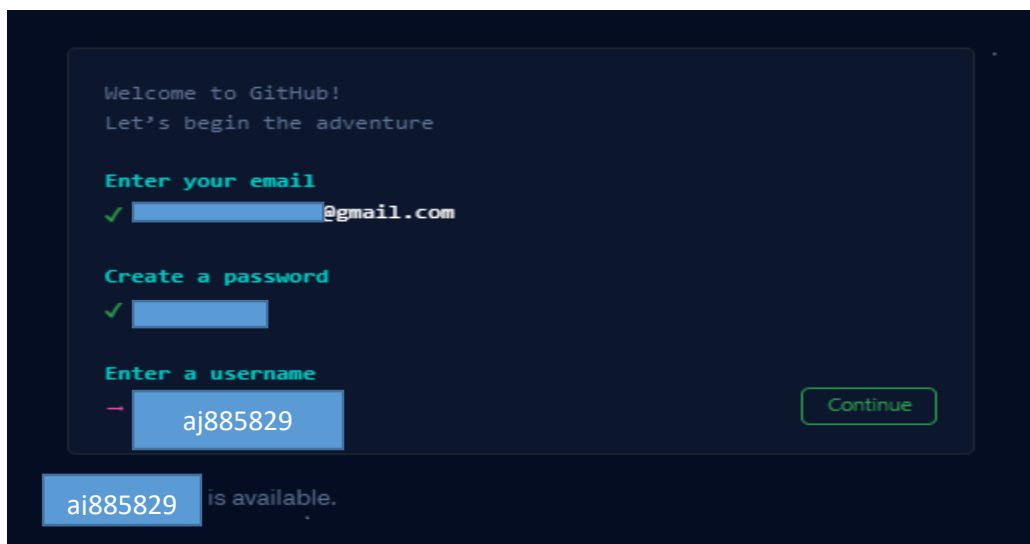 Welcome to GitHub!
Let's begin the adventure
Enter your email
✓ @gmail.com
Create a password
✓
Enter a username
→ aj885829
Continue
aj885829 is available.